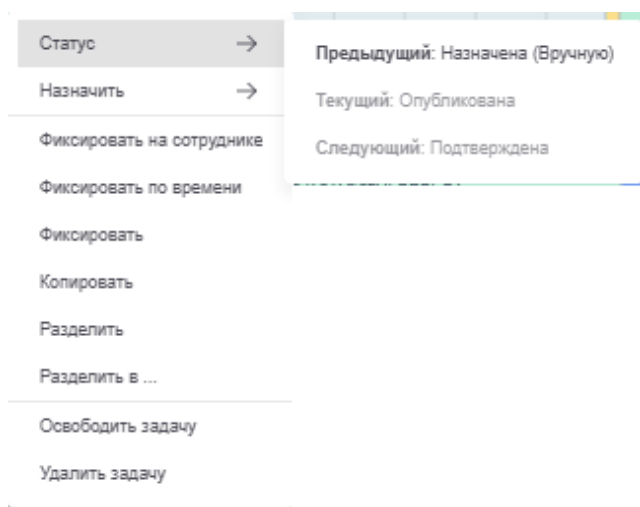 Статус
Назначить
Фиксировать на сотруднике
Фиксировать по времени
Фиксировать
Копировать
Разделить
Разделить в ...
Освободить задачу
Удалить задачу
Предыдущий: Назначена (Вручную)
Текущий: Опубликована
Следующий: Подтверждена